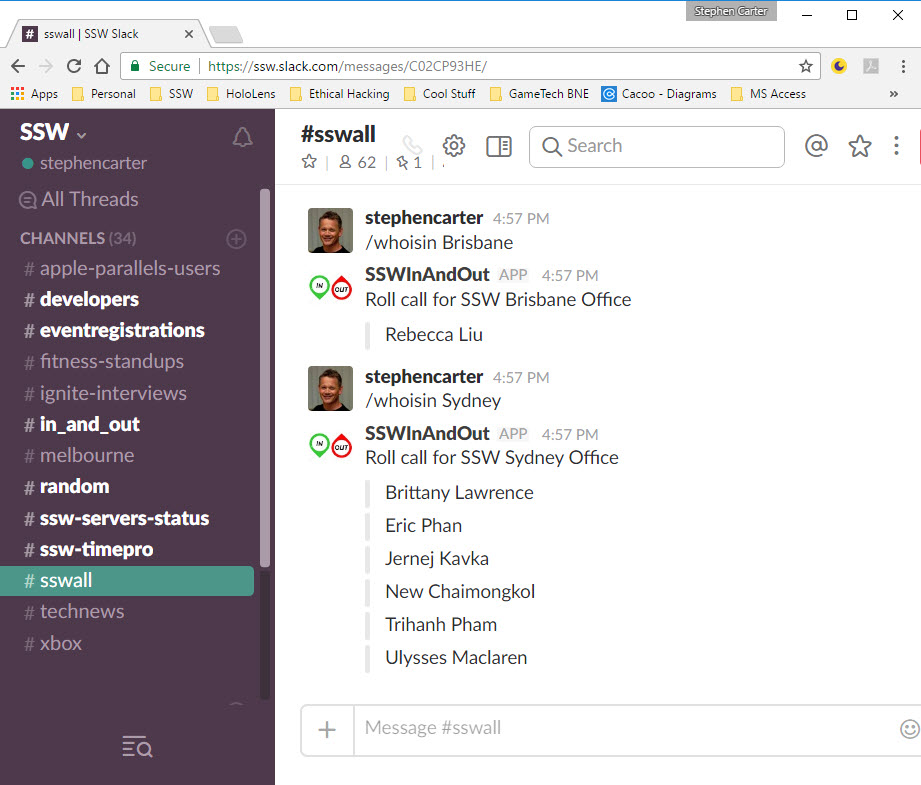 Stephen Carter
# sswall | SSW Slack
Secure https://ssw.slack.com/messages/C02CP93HE/
Apps Personal SSW HoloLens Ethical Hacking Cool Stuff GameTech BNE Cacoo - Diagrams MS Access »
SSW
stephencarter
All Threads
CHANNELS (34)
# apple-parallels-users
# developers
# eventregistrations
# fitness-standups
# ignite-interviews
# in_and_out
# melbourne
# random
# ssw-servers-status
# ssw-timepro
# sswall
# technews
# xbox
#sswall
62 | 1 |
Search
stephencarter 4:57 PM
/whoisin Brisbane
IN OUT
SSWInAndOut APP 4:57 PM
Roll call for SSW Brisbane Office
Rebecca Liu
stephencarter 4:57 PM
/whoisin Sydney
IN OUT
SSWInAndOut APP 4:57 PM
Roll call for SSW Sydney Office
Brittany Lawrence
Eric Phan
Jernej Kavka
New Chaimongkol
Trihanh Pham
Ulysses Maclaren
Message #sswall